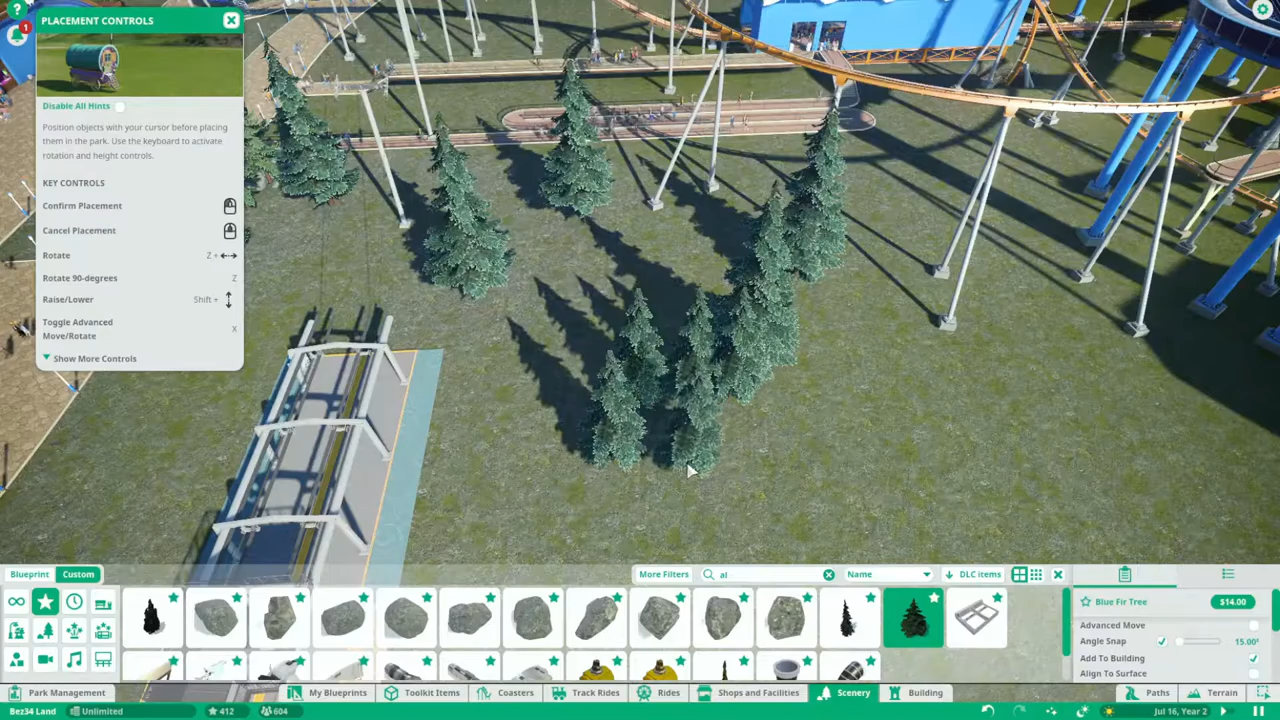 ?
1
PLACEMENT CONTROLS
Disable All Hints
Position objects with your cursor before placing
them in the park. Use the keyboard to activate
rotation and height controls.
KEY CONTROLS
Confirm Placement
Cancel Placement
Rotate Z +
Rotate 90-degrees Z
Raise/Lower Shift +
Toggle Advanced
Move/Rotate X
Show More Controls
Blueprint Custom More Filters al Name DLC items
Blue Fir Tree $14.00
Advanced Move
Angle Snap 15.00°
Add To Building
Align To Surface
Park Management My Blueprints Toolkit Items Coasters Track Rides Rides Shops and Facilities Scenery Building Paths Terrain
Bez34 Land Unlimited 412 604 Jul 16, Year 2